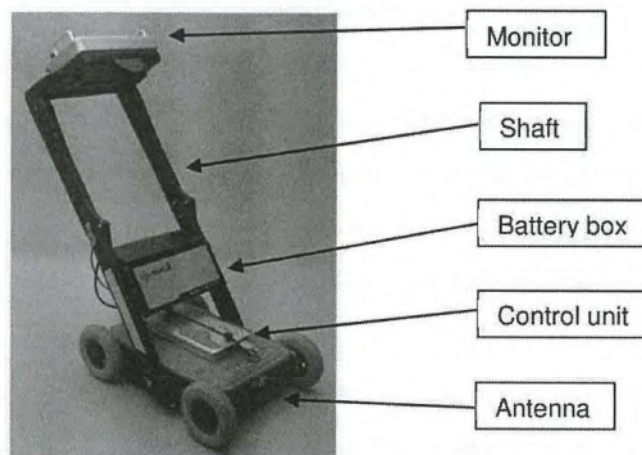 Monitor
Shaft
Battery box
Control unit
Antenna